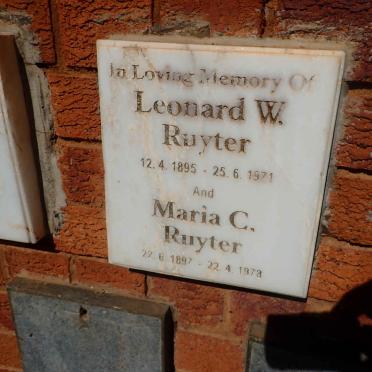 In Loving Memory Of
Leonard W.
Ruyter
12. 4. 1895 - 25. 6. 1971
And
Maria C.
Ruyter
22. 6. 1897 - 22. 4. 1978